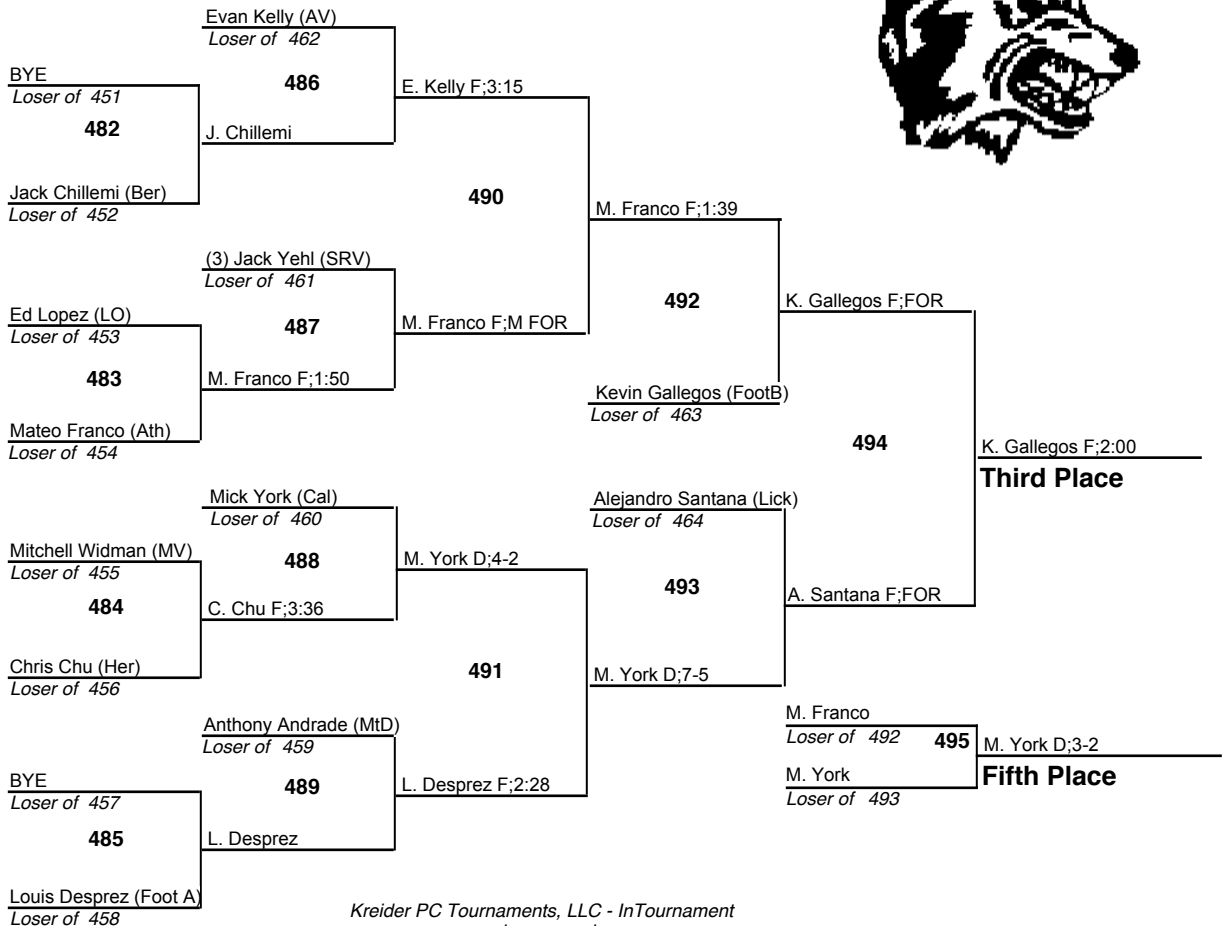 Evan Kelly (AV)
Loser of 462
BYE
Loser of 451
486
E. Kelly F;3:15
482
J. Chillemi
Jack Chillemi (Ber)
Loser of 452
490
M. Franco F;1:39
(3) Jack Yehl (SRV)
Loser of 461
Ed Lopez (LO)
Loser of 453
487
492
K. Gallegos F;FOR
M. Franco F;M FOR
483
M. Franco F;1:50
Kevin Gallegos (FootB)
Loser of 463
Mateo Franco (Ath)
Loser of 454
494
K. Gallegos F;2:00
Third Place
Mick York (Cal)
Loser of 460
Alejandro Santana (Lick)
Loser of 464
Mitchell Widman (MV)
Loser of 455
488
M. York D;4-2
493
484
C. Chu F;3:36
A. Santana F;FOR
Chris Chu (Her)
Loser of 456
491
M. York D;7-5
Anthony Andrade (MtD)
Loser of 459
M. Franco
Loser of 492
495
M. York D;3-2
Fifth Place
BYE
Loser of 457
489
L. Desprez F;2:28
M. York
Loser of 493
485
L. Desprez
Louis Desprez (Foot A)
Loser of 458
Kreider PC Tournaments, LLC - InTournament